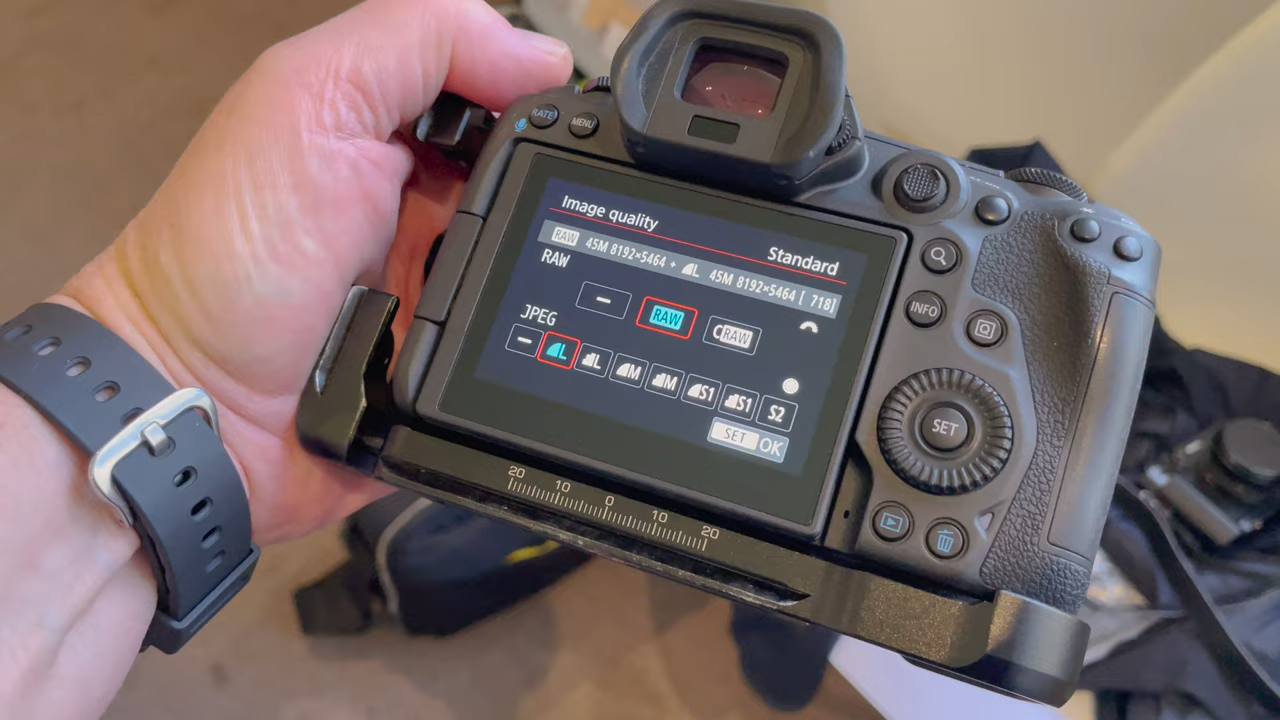 RATE MENU
Image quality
Standard
RAW 45M 8192×5464 + L 45M 8192×5464 [ 718]
RAW
– RAW CRAW
JPEG
– L L M M S1 S1 S2
SET OK
INFO
SET
20 10 0 10 20